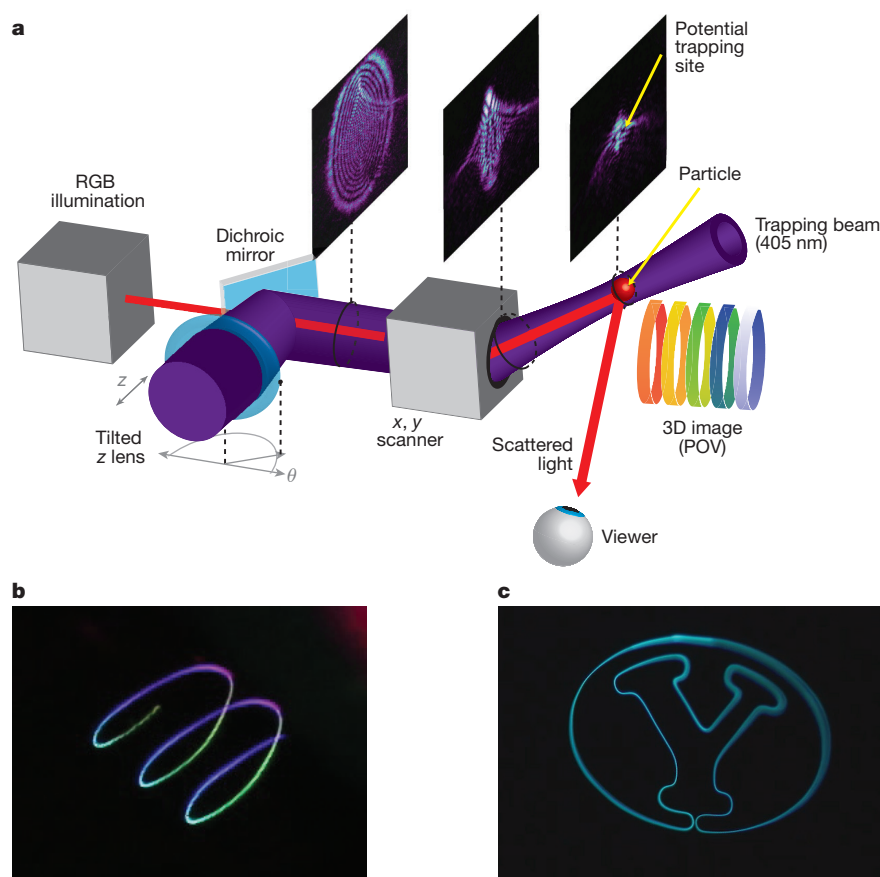 a
Potential
trapping
site
RGB
illumination
Particle
Dichroic
mirror
Trapping beam
(405 nm)
z
x, y
scanner
3D image
(POV)
Tilted
z lens
θ
Scattered
light
Viewer
b
c
Y